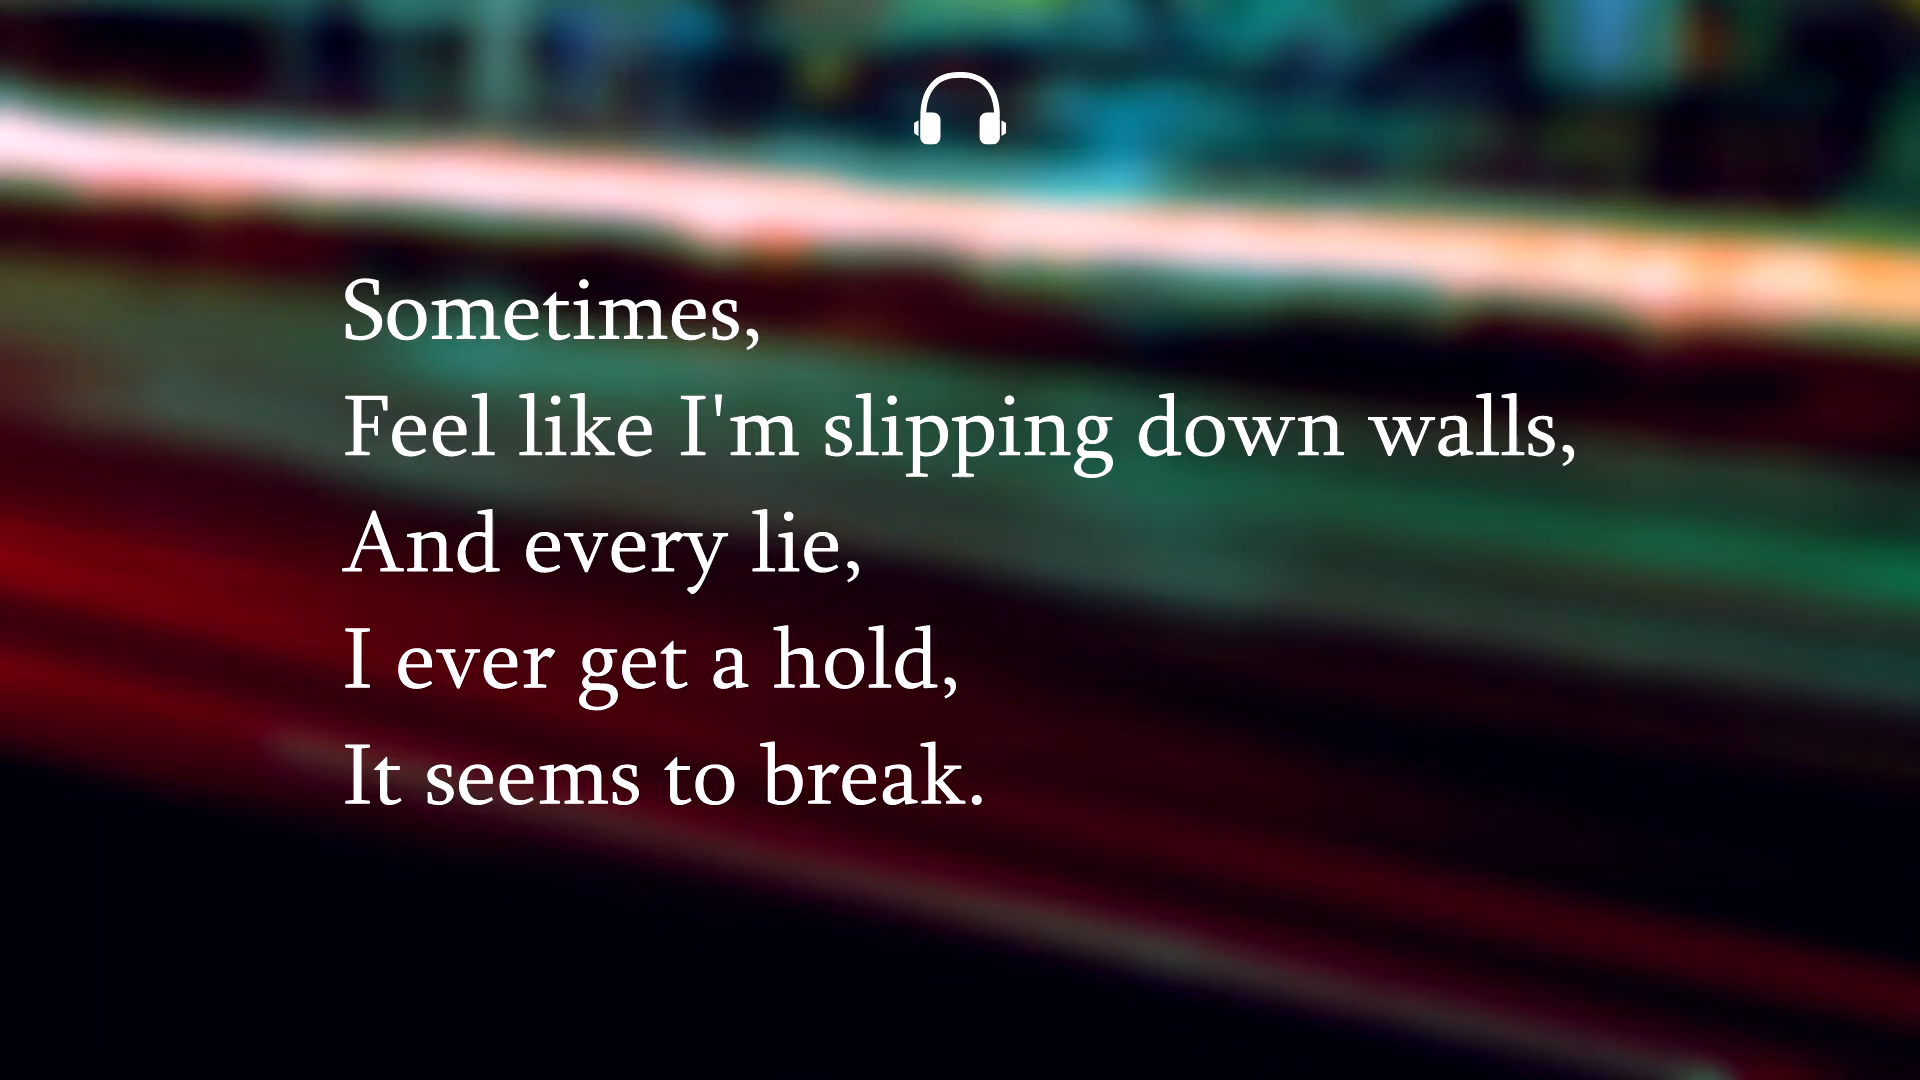 Sometimes,
Feel like I'm slipping down walls,
And every lie,
I ever get a hold,
It seems to break.